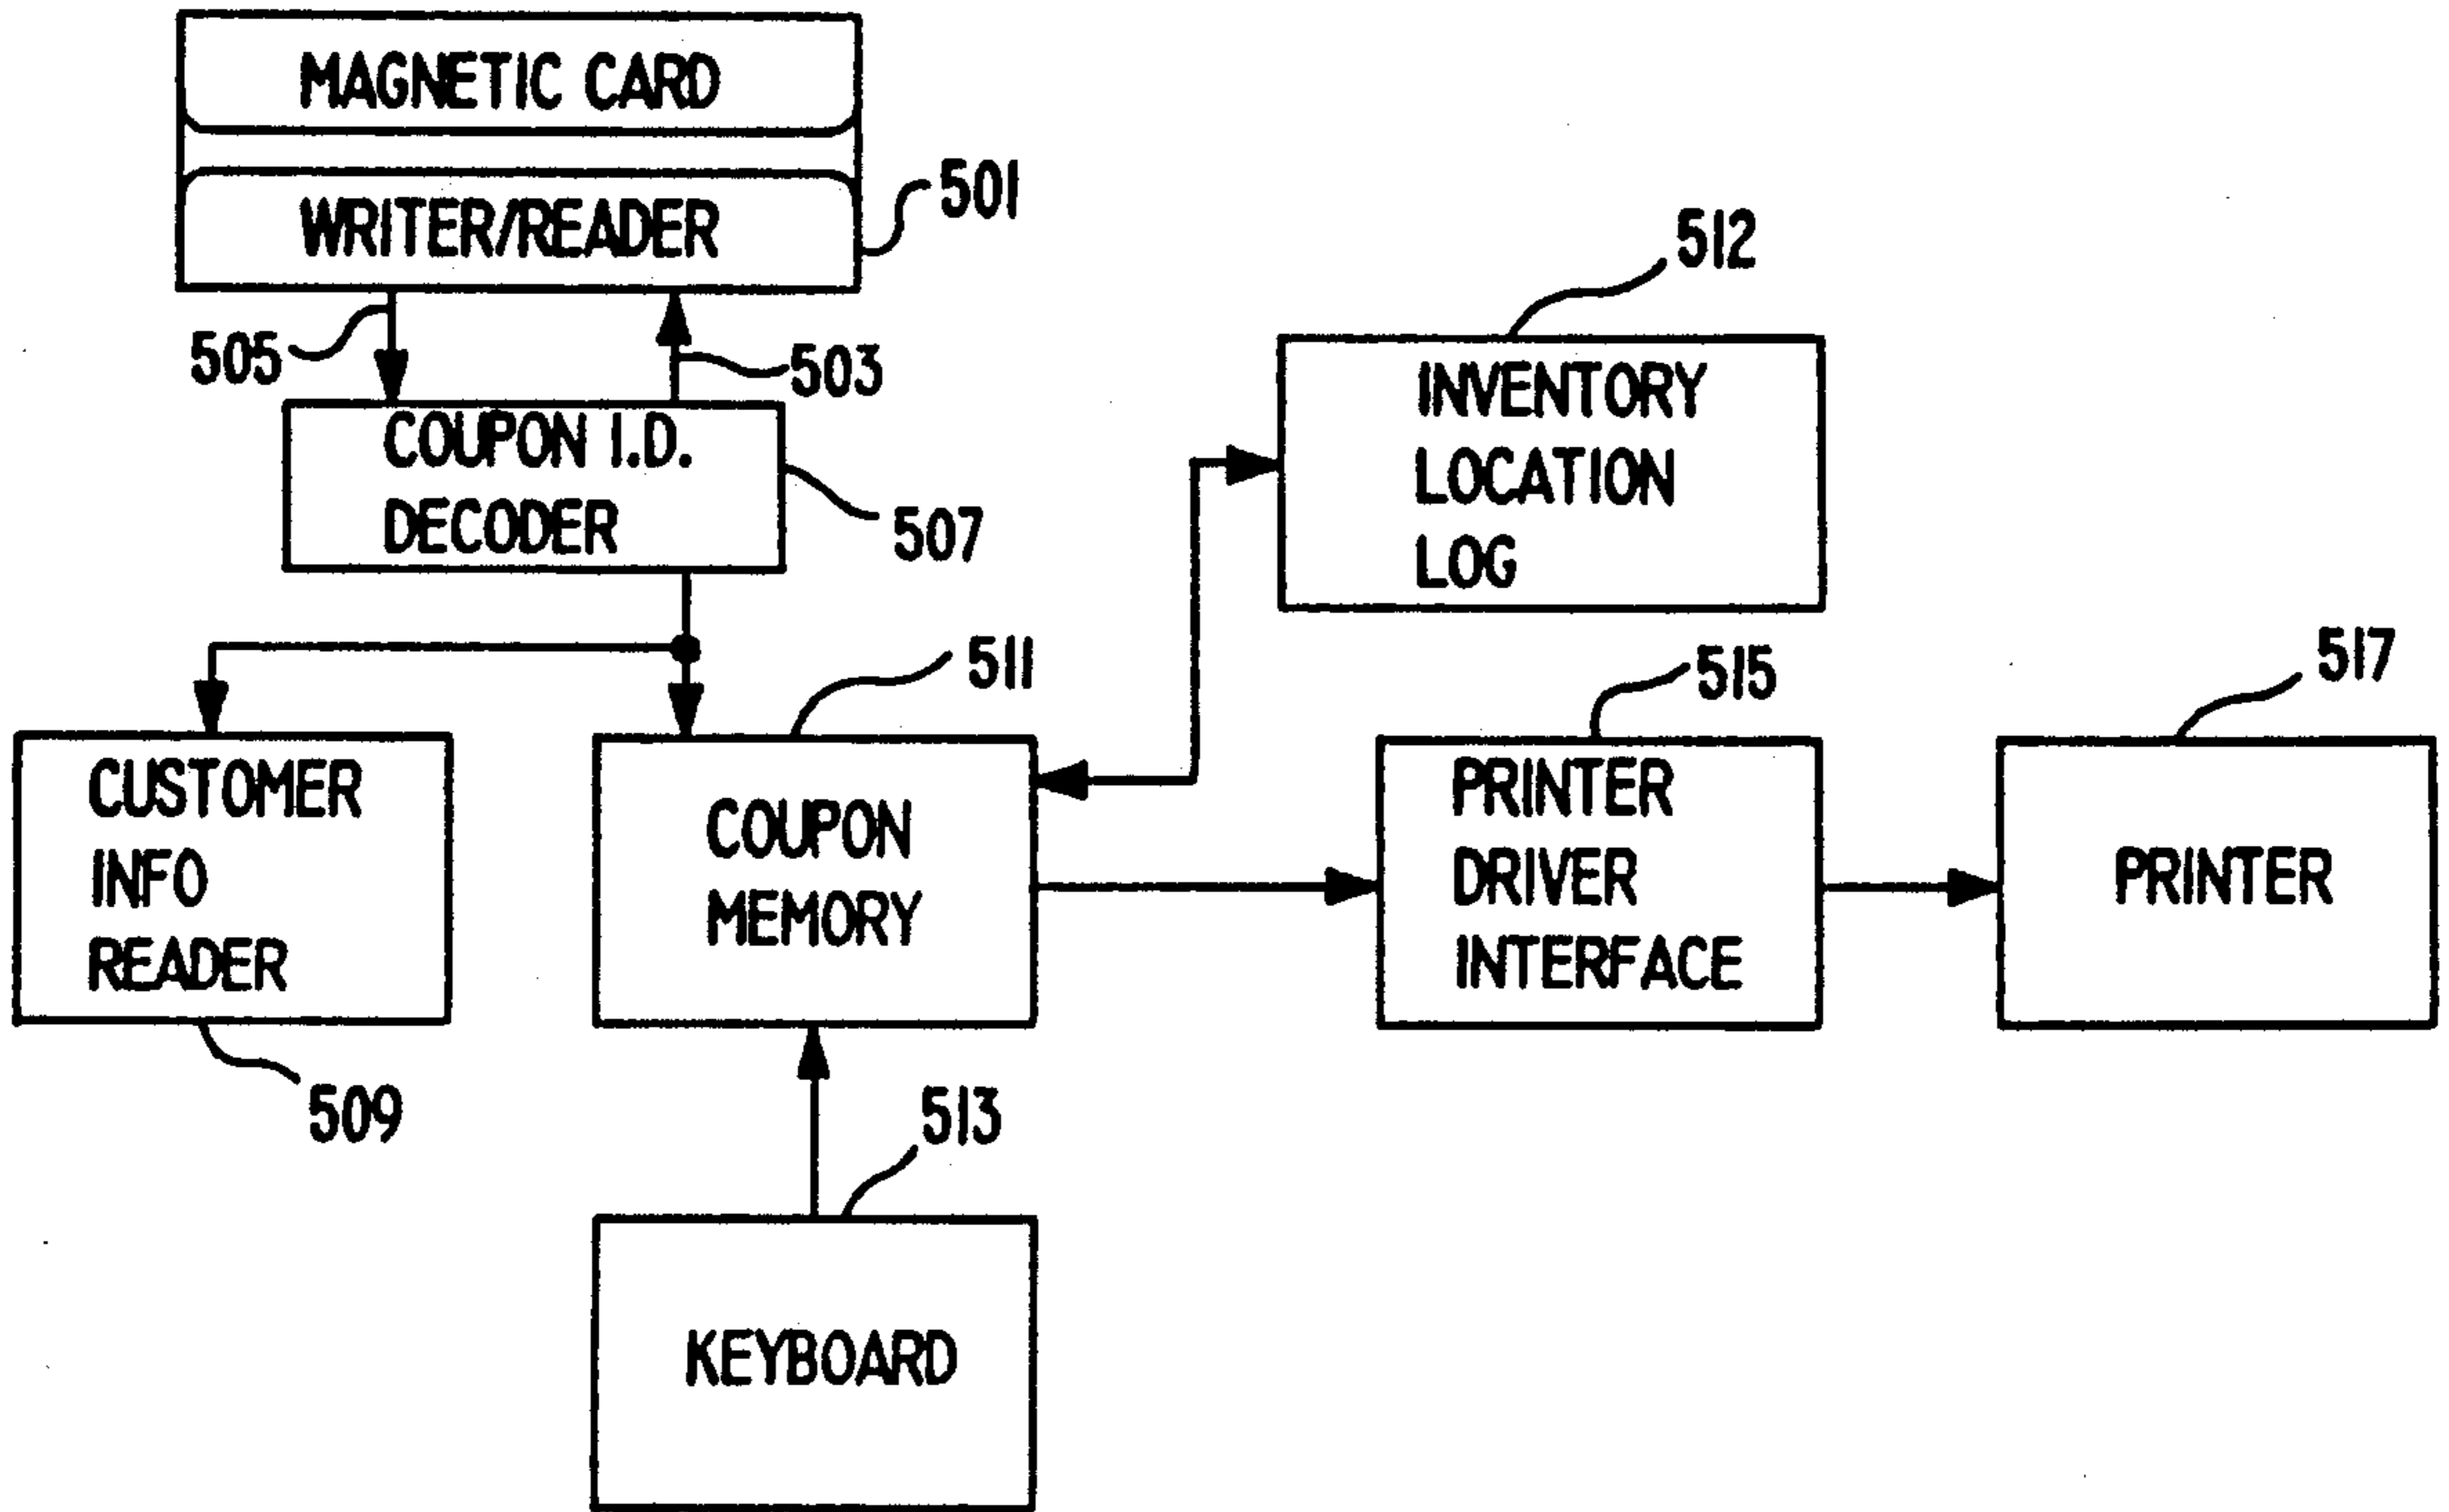 MAGNETIC CARD
WRITER/READER
501
505
503
COUPON I.D.
DECODER
507
512
INVENTORY
LOCATION
LOG
511
515
517
CUSTOMER
INFO
READER
509
COUPON
MEMORY
PRINTER
DRIVER
INTERFACE
PRINTER
513
KEYBOARD